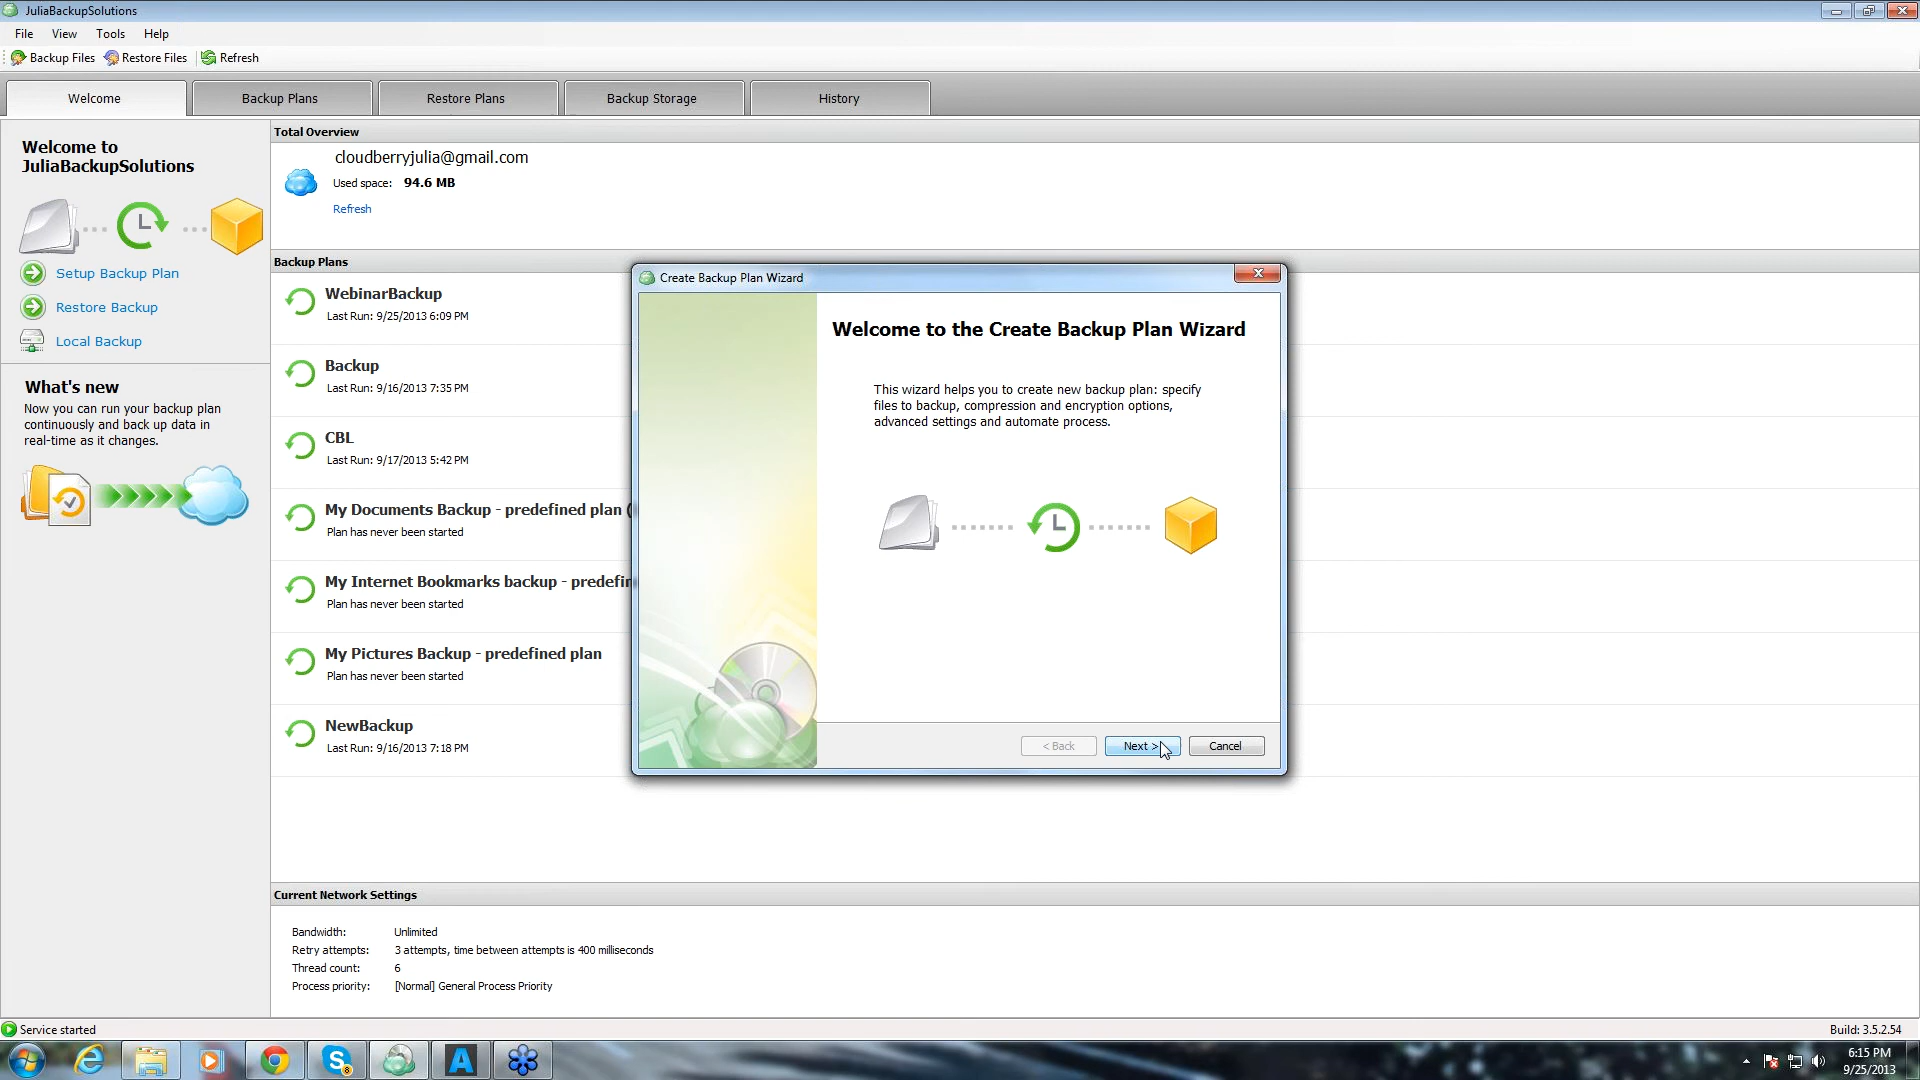 JuliaBackupSolutions
File View Tools Help
Backup Files Restore Files Refresh
Welcome Backup Plans Restore Plans Backup Storage History
Welcome to
JuliaBackupSolutions
Setup Backup Plan
Restore Backup
Local Backup
What's new
Now you can run your backup plan
continuously and back up data in
real-time as it changes.
Total Overview
cloudberryjulia@gmail.com
Used space: 94.6 MB
Refresh
Backup Plans
WebinarBackup
Last Run: 9/25/2013 6:09 PM
Backup
Last Run: 9/16/2013 7:35 PM
CBL
Last Run: 9/17/2013 5:42 PM
My Documents Backup - predefined plan (
Plan has never been started
My Internet Bookmarks backup - predefin
Plan has never been started
My Pictures Backup - predefined plan
Plan has never been started
NewBackup
Last Run: 9/16/2013 7:18 PM
Create Backup Plan Wizard
Welcome to the Create Backup Plan Wizard
This wizard helps you to create new backup plan: specify
files to backup, compression and encryption options,
advanced settings and automate process.
< Back Next > Cancel
Current Network Settings
Bandwidth: Unlimited
Retry attempts: 3 attempts, time between attempts is 400 milliseconds
Thread count: 6
Process priority: [Normal] General Process Priority
Service started
Build: 3.5.2.54
6:15 PM
9/25/2013